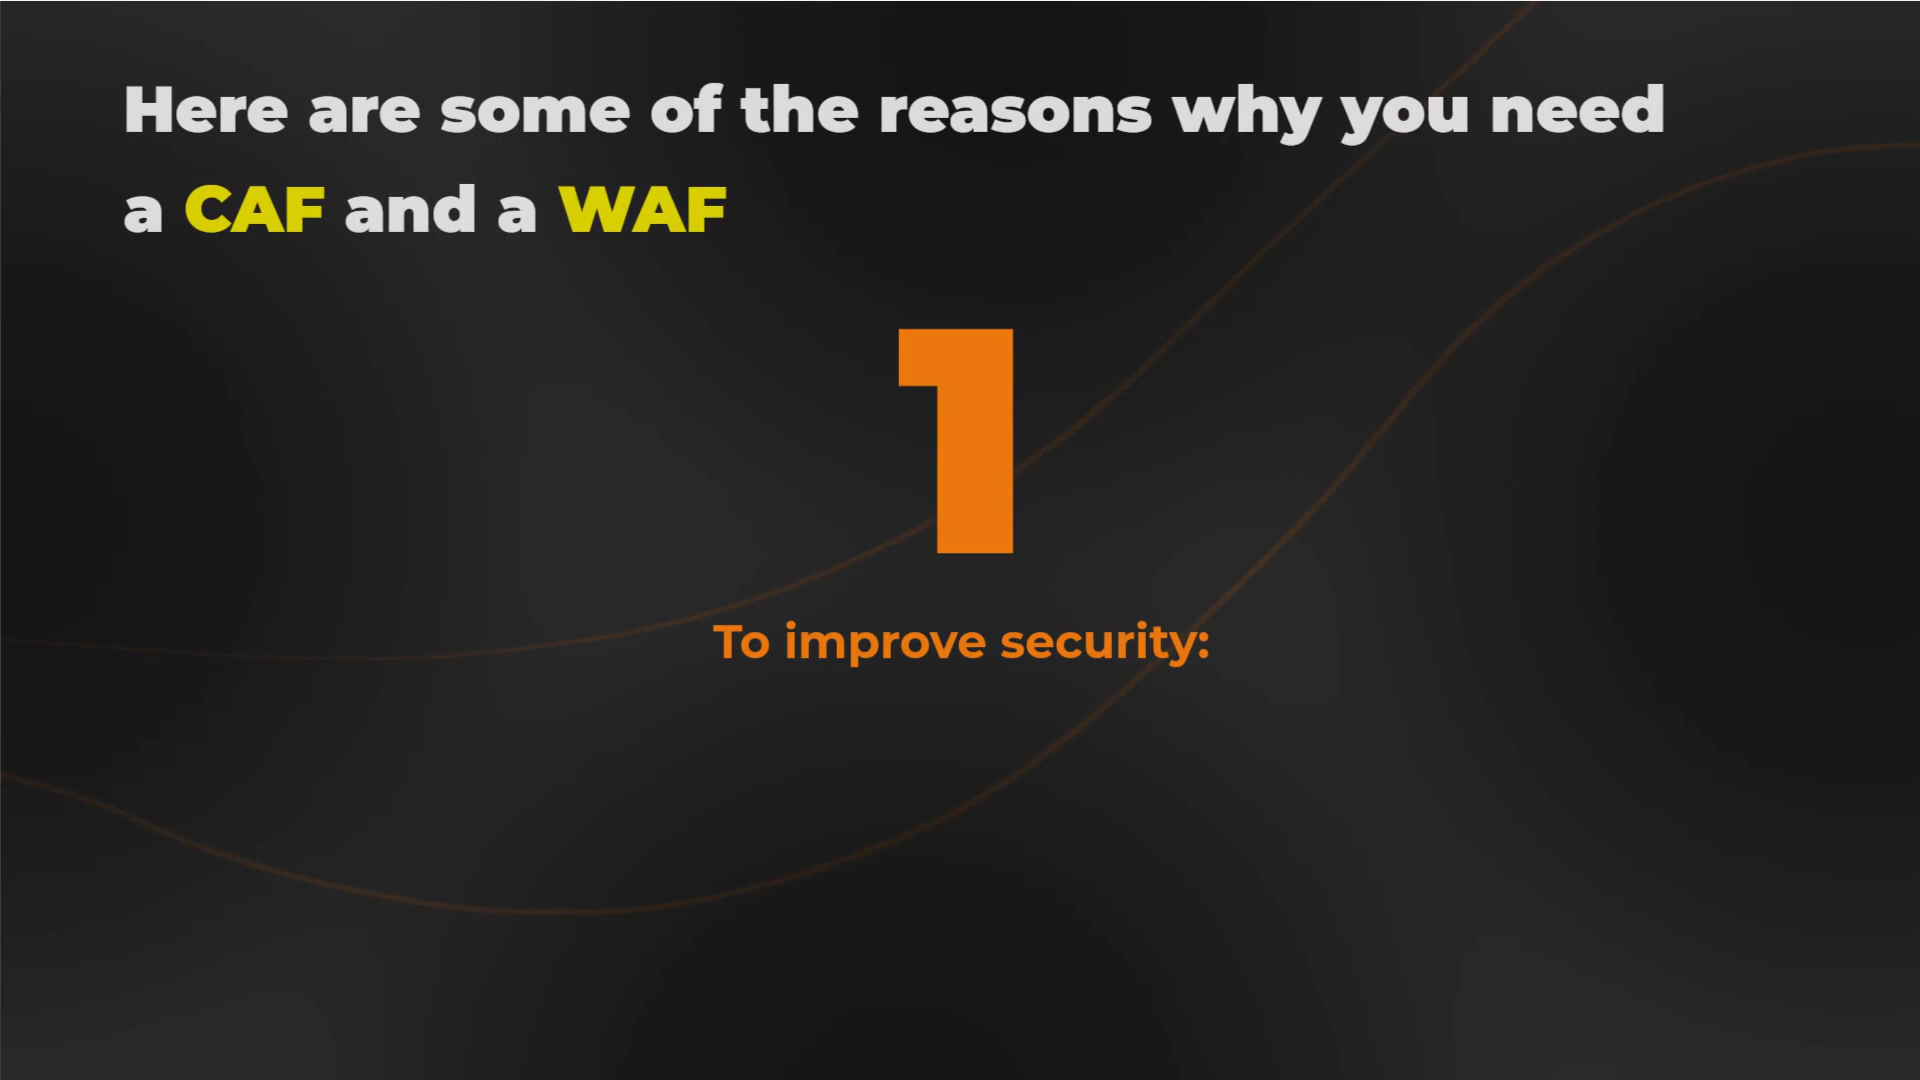 Here are some of the reasons why you need
a CAF and a WAF
1
To improve security: